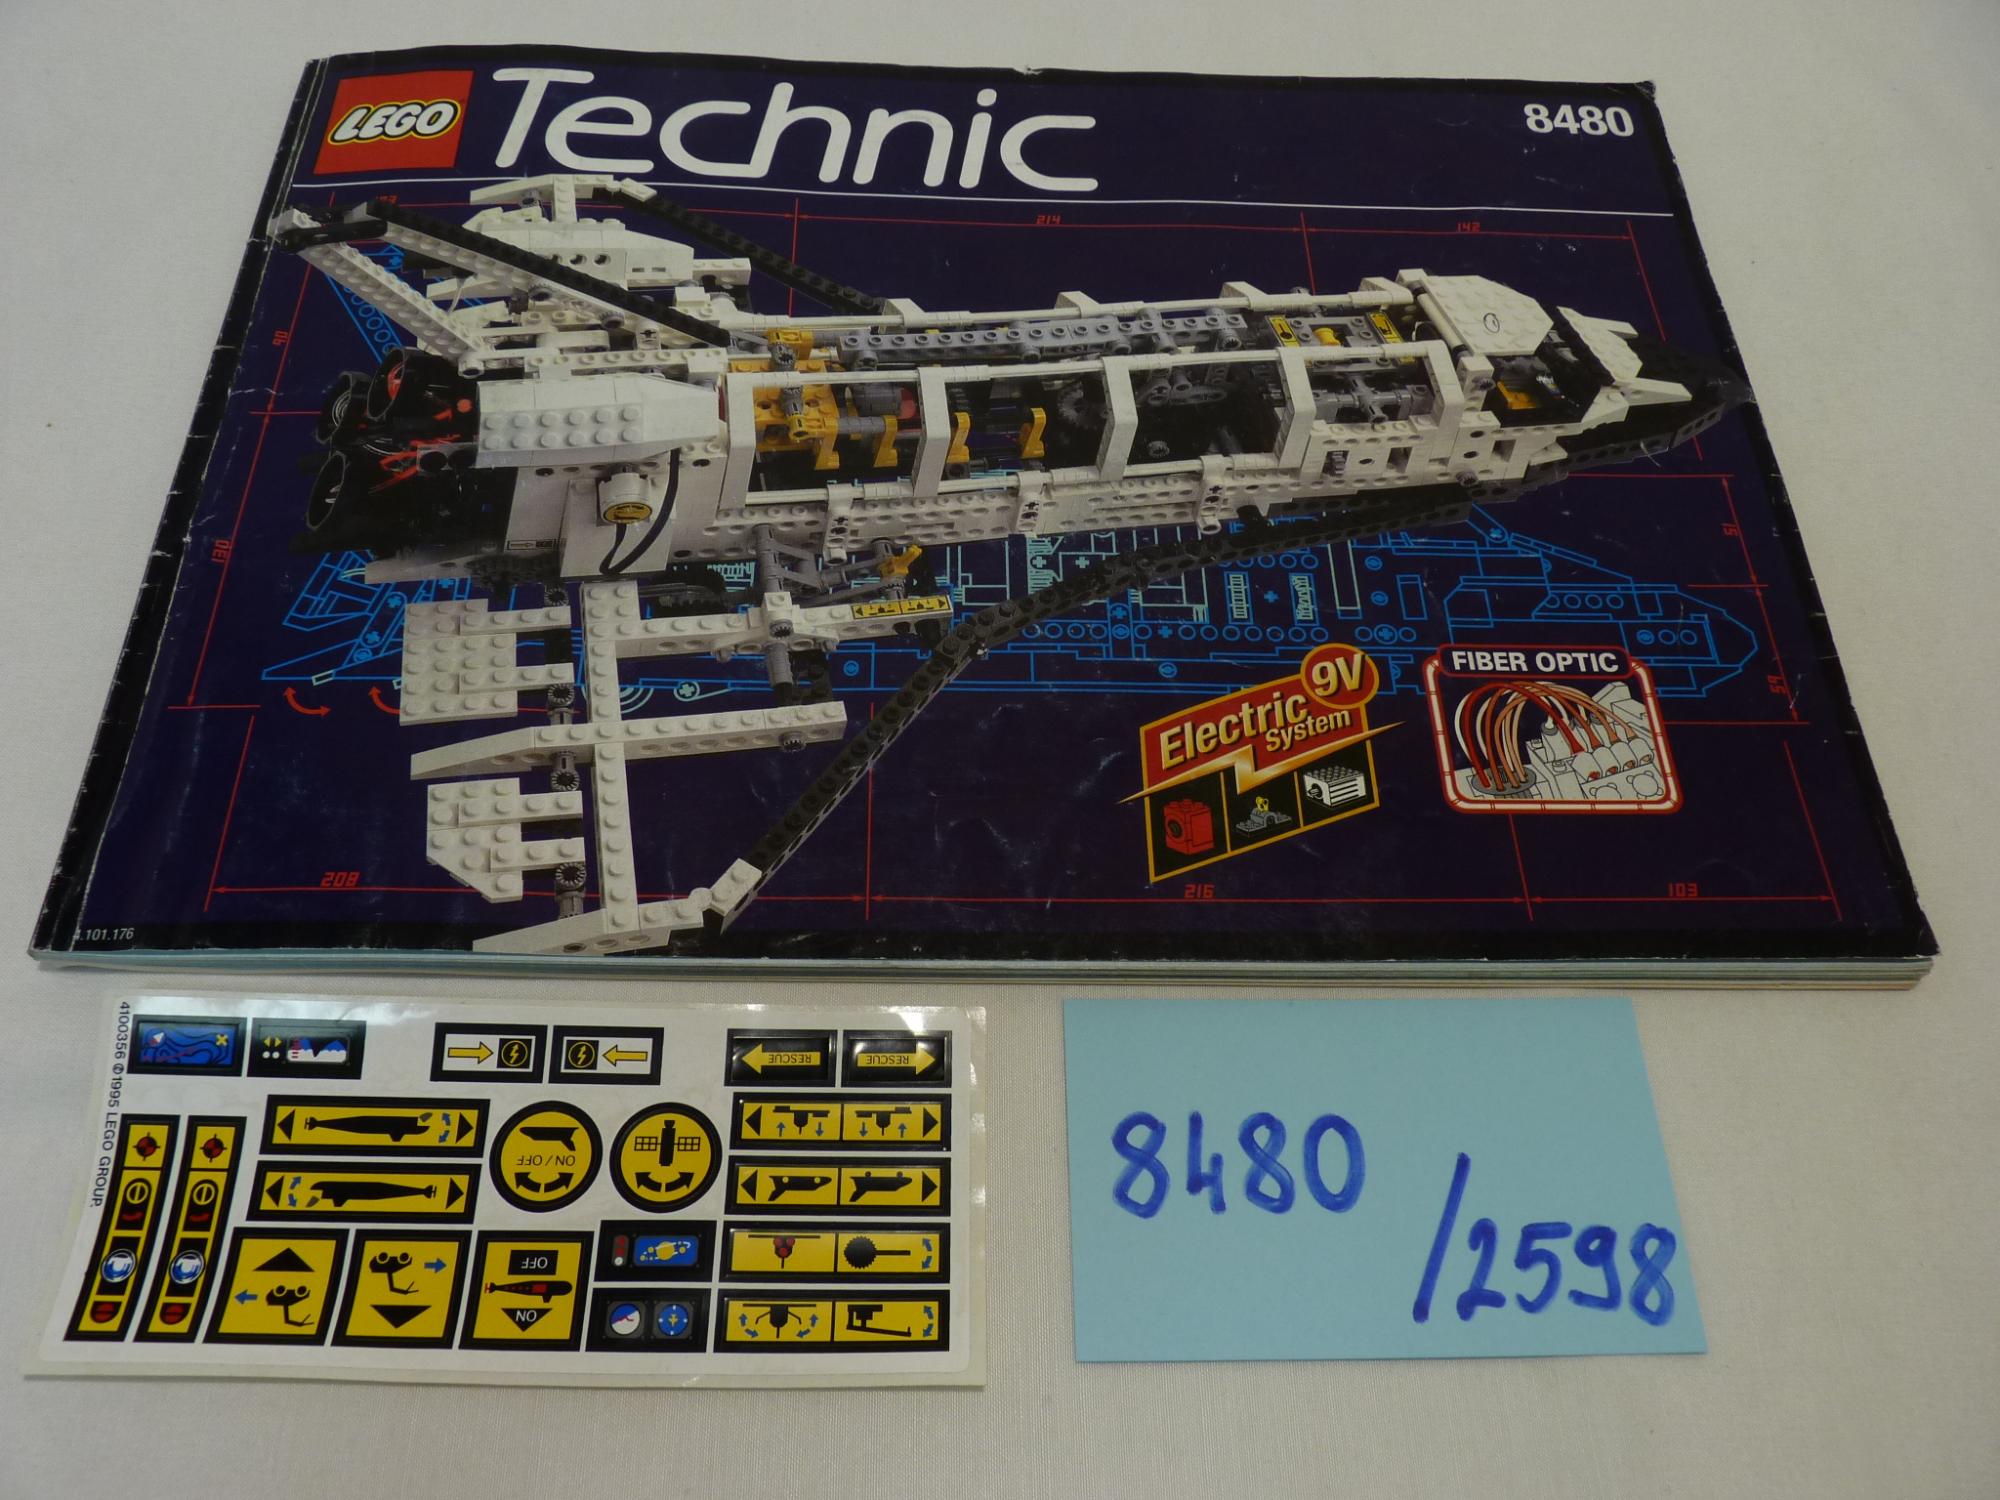 LEGO Technic
8480
183
214
142
90
130
51
59
FIBER OPTIC
9V
Electric
System
208
216
103
4.101.176
4100356 ℗ 1995 LEGO GROUP.
RESCUE
RESCUE
ON / OFF
OFF
ON
8480
/2598